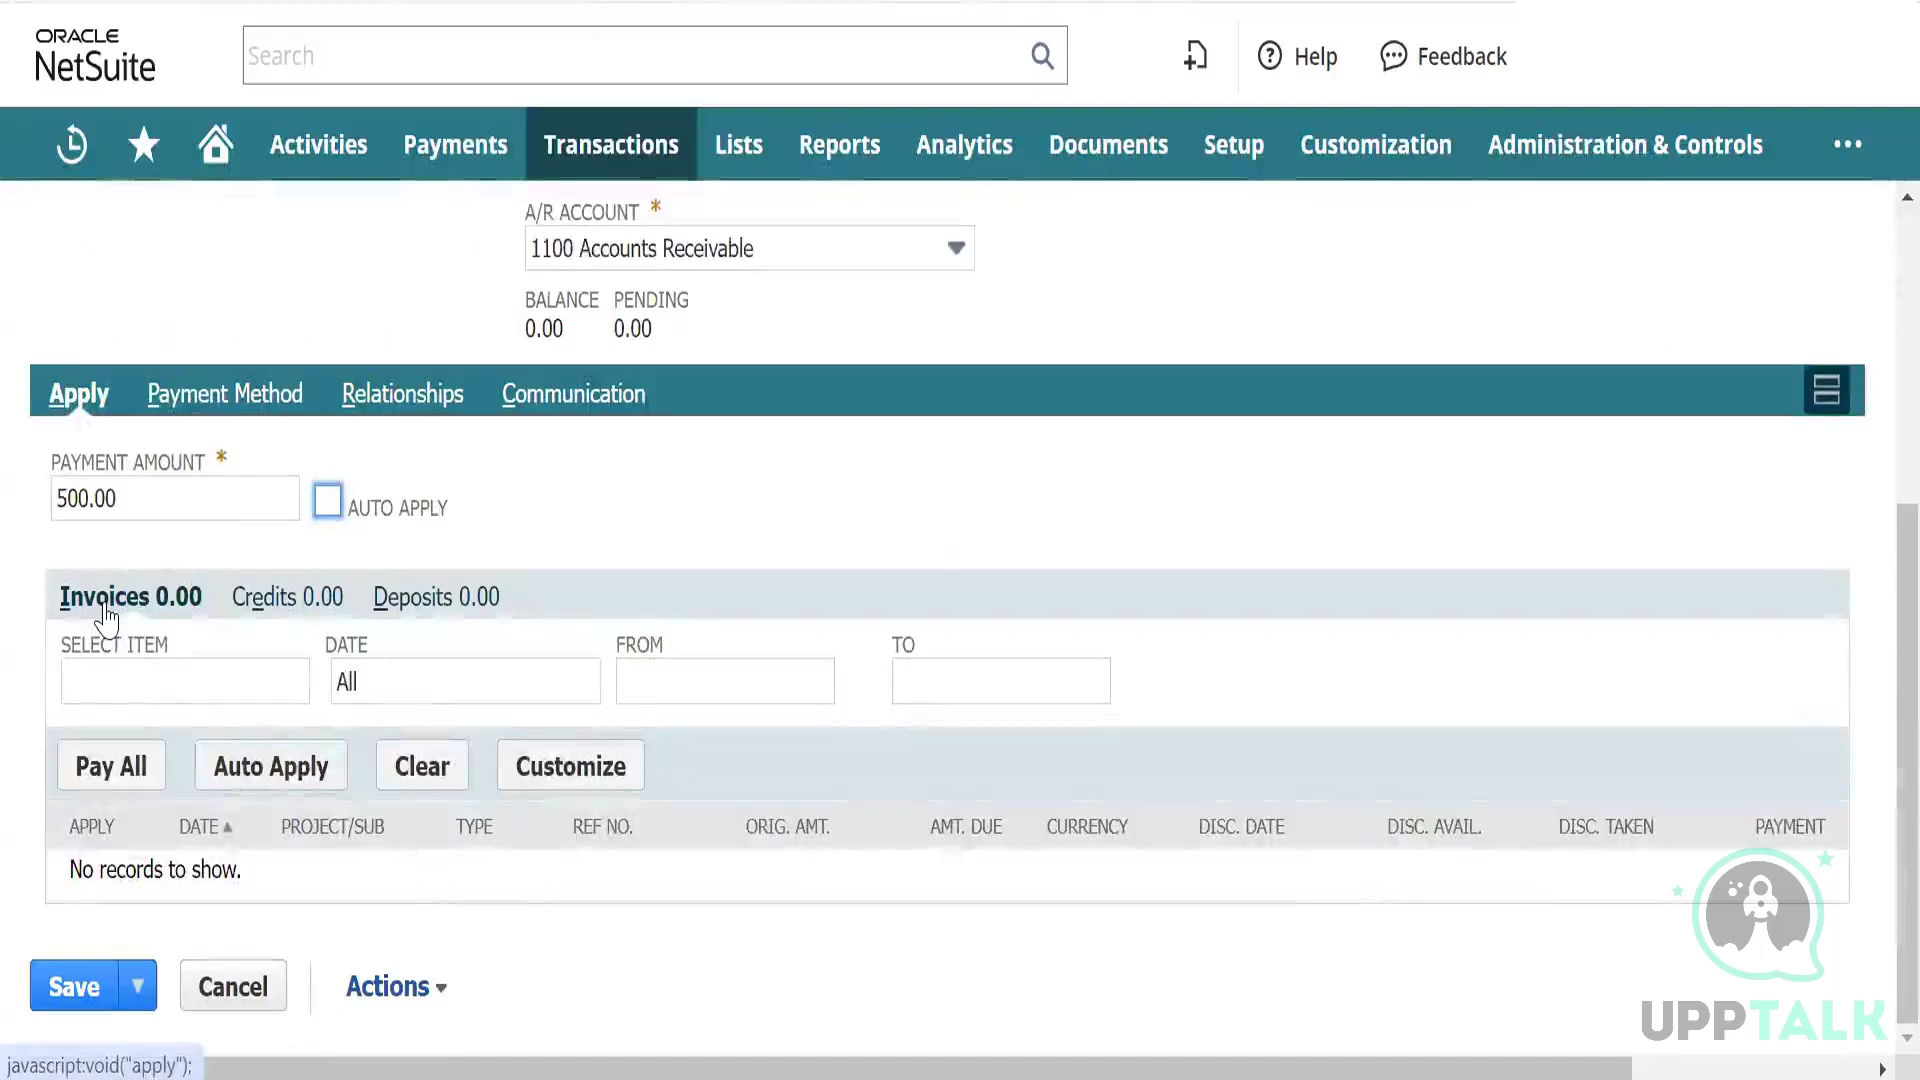 ORACLE
NetSuite
Search
Help
Feedback
Activities Payments Transactions Lists Reports Analytics Documents Setup Customization Administration & Controls
A/R ACCOUNT *
1100 Accounts Receivable
BALANCE PENDING
0.00 0.00
Apply Payment Method Relationships Communication
PAYMENT AMOUNT *
500.00
AUTO APPLY
Invoices 0.00 Credits 0.00 Deposits 0.00
SELECT ITEM DATE FROM TO
All
Pay All Auto Apply Clear Customize
APPLY DATE PROJECT/SUB TYPE REF NO. ORIG. AMT. AMT. DUE CURRENCY DISC. DATE DISC. AVAIL. DISC. TAKEN PAYMENT
No records to show.
Save Cancel Actions
UPPTALK
javascript:void("apply");